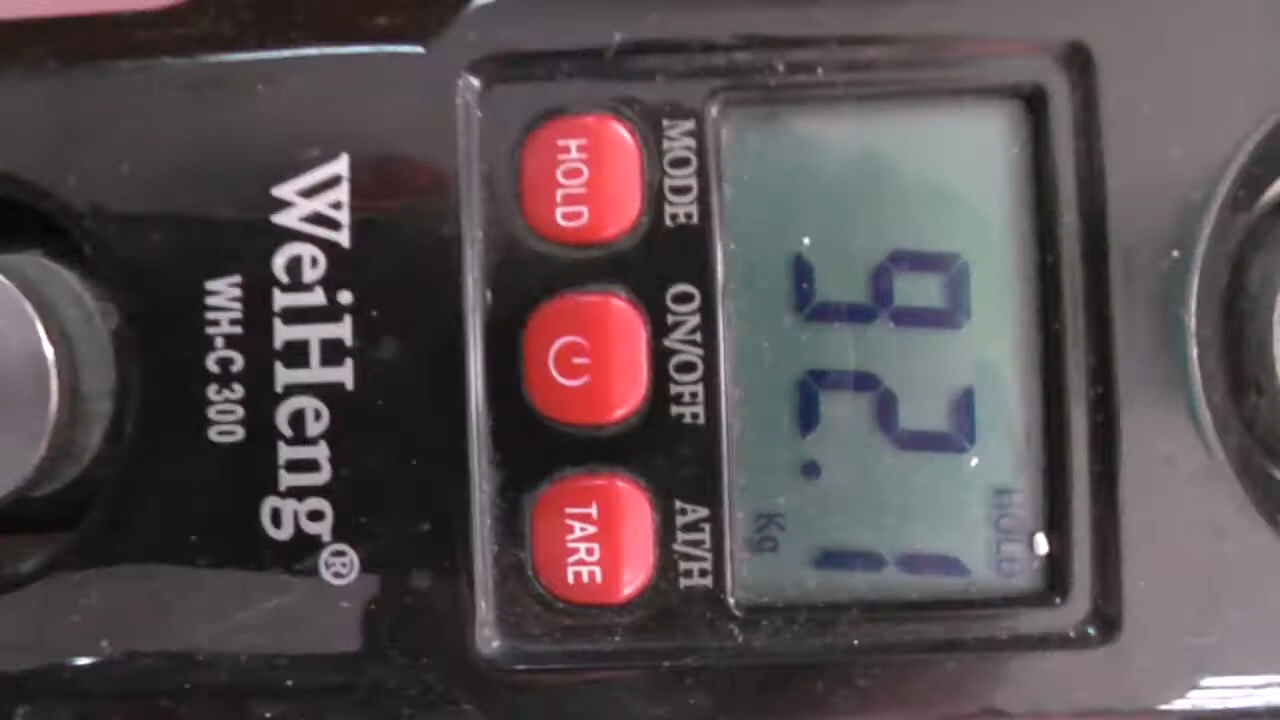 HOLD
92.1
Kg
MODE ON/OFF AT/H
HOLD TARE
WeiHeng®
WH-C 300